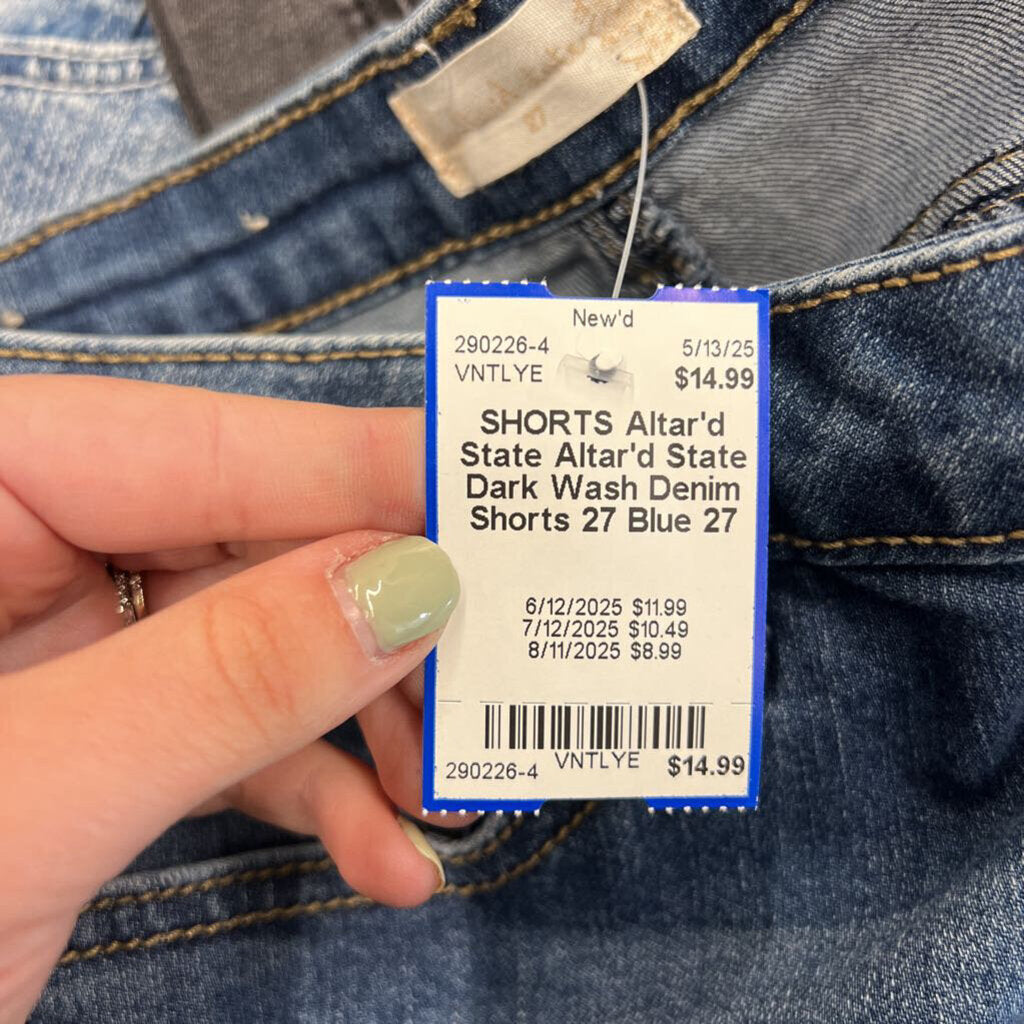 New'd
290226-4 5/13/25
VNTLYE $14.99
SHORTS Altar'd
State Altar'd State
Dark Wash Denim
Shorts 27 Blue 27
6/12/2025 $11.99
7/12/2025 $10.49
8/11/2025 $8.99
290226-4 VNTLYE $14.99